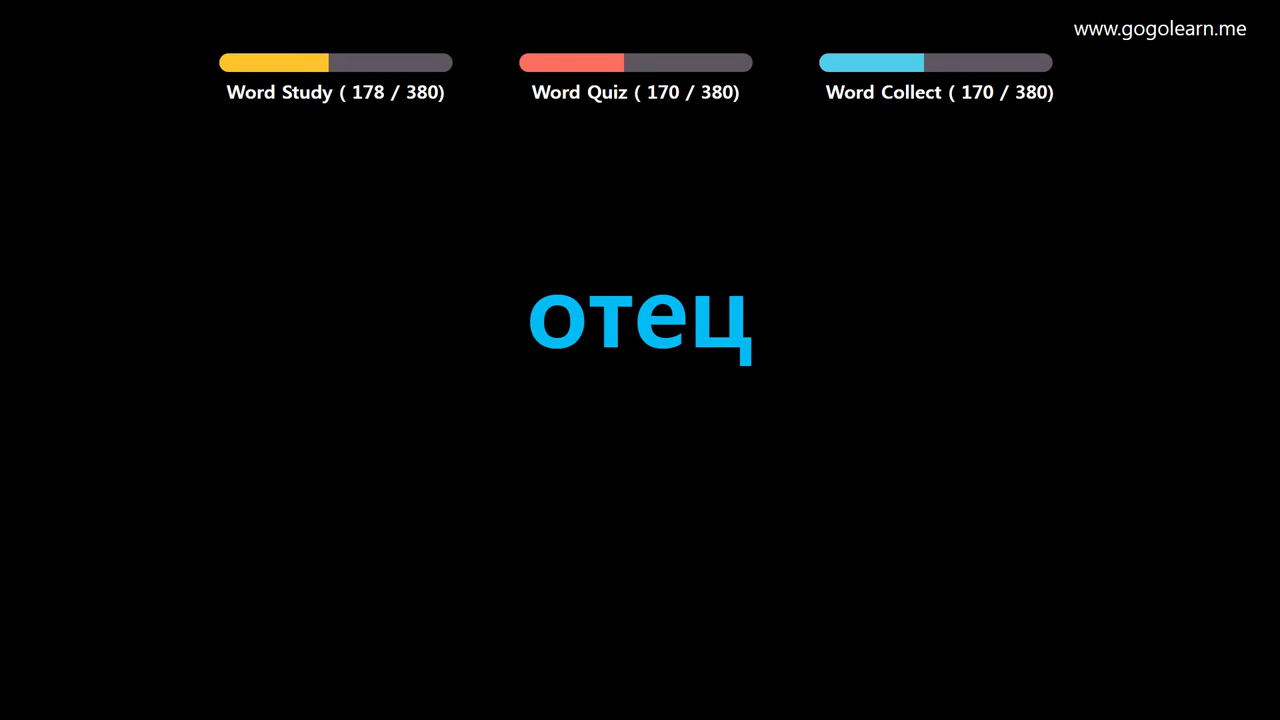 www.gogolearn.me
Word Study ( 178 / 380)
Word Quiz ( 170 / 380)
Word Collect ( 170 / 380)
отец